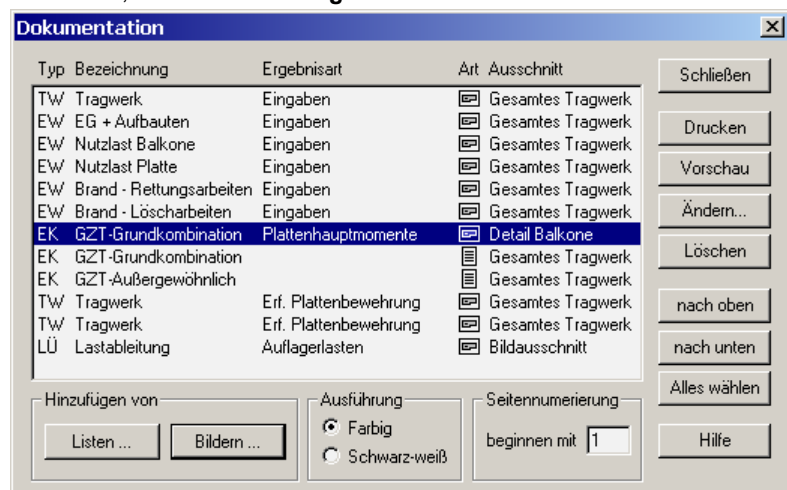 Dokumentation
Typ Bezeichnung Ergebnisart Art Ausschnitt
TW Tragwerk Eingaben Gesamtes Tragwerk
EW EG + Aufbauten Eingaben Gesamtes Tragwerk
EW Nutzlast Balkone Eingaben Gesamtes Tragwerk
EW Nutzlast Platte Eingaben Gesamtes Tragwerk
EW Brand - Rettungsarbeiten Eingaben Gesamtes Tragwerk
EW Brand - Löscharbeiten Eingaben Gesamtes Tragwerk
EK GZT-Grundkombination Plattenhauptmomente Detail Balkone
EK GZT-Grundkombination Gesamtes Tragwerk
EK GZT-Außergewöhnlich Gesamtes Tragwerk
TW Tragwerk Erf. Plattenbewehrung Gesamtes Tragwerk
TW Tragwerk Erf. Plattenbewehrung Gesamtes Tragwerk
LÜ Lastableitung Auflagerlasten Bildausschnitt
Schließen
Drucken
Vorschau
Ändern...
Löschen
nach oben
nach unten
Alles wählen
Hinzufügen von
Listen ... Bildern ...
Ausführung
Farbig
Schwarz-weiß
Seitennumerierung
beginnen mit 1
Hilfe